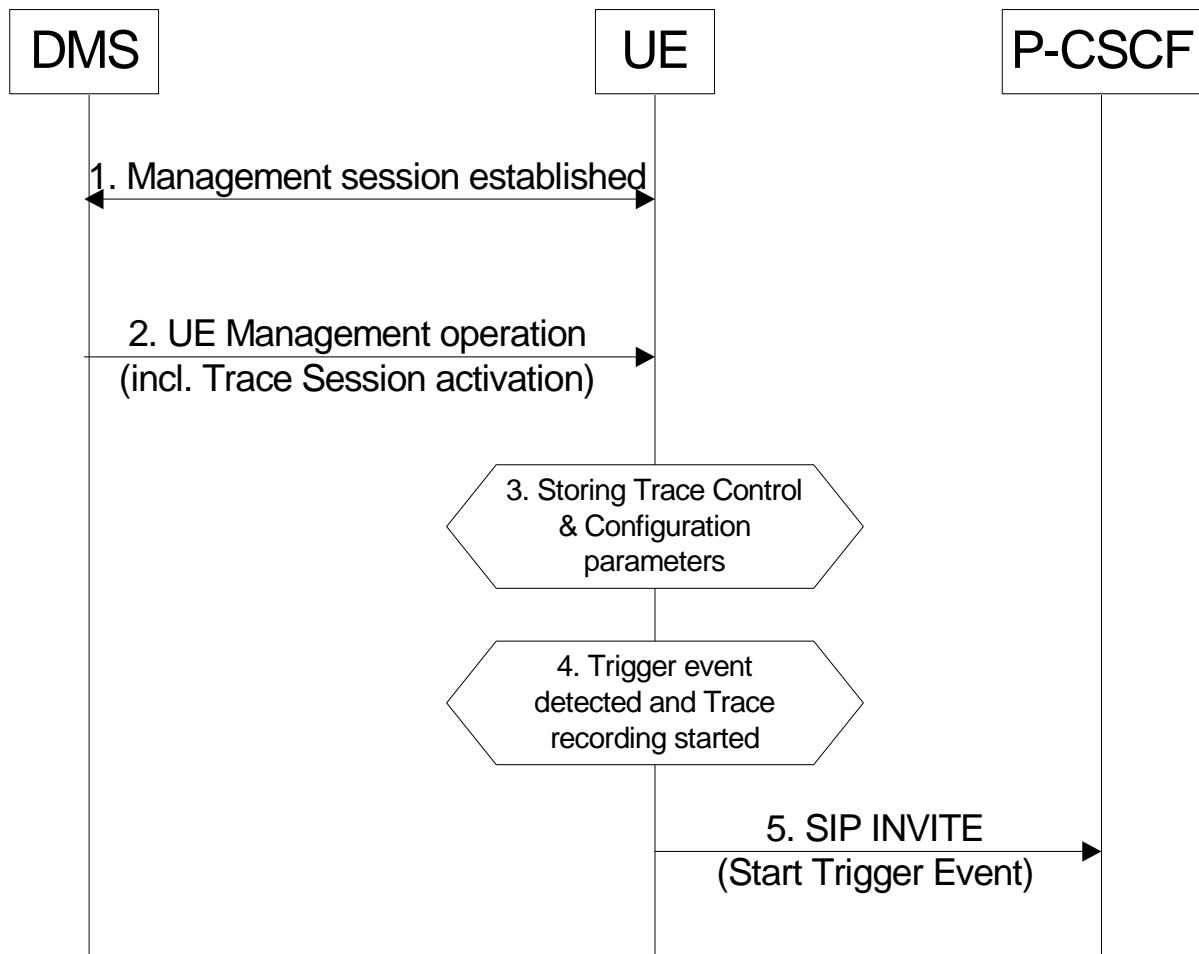 DMS
UE
P-CSCF
1. Management session established
2. UE Management operation
(incl. Trace Session activation)
3. Storing Trace Control
& Configuration
parameters
4. Trigger event
detected and Trace
recording started
5. SIP INVITE
(Start Trigger Event)